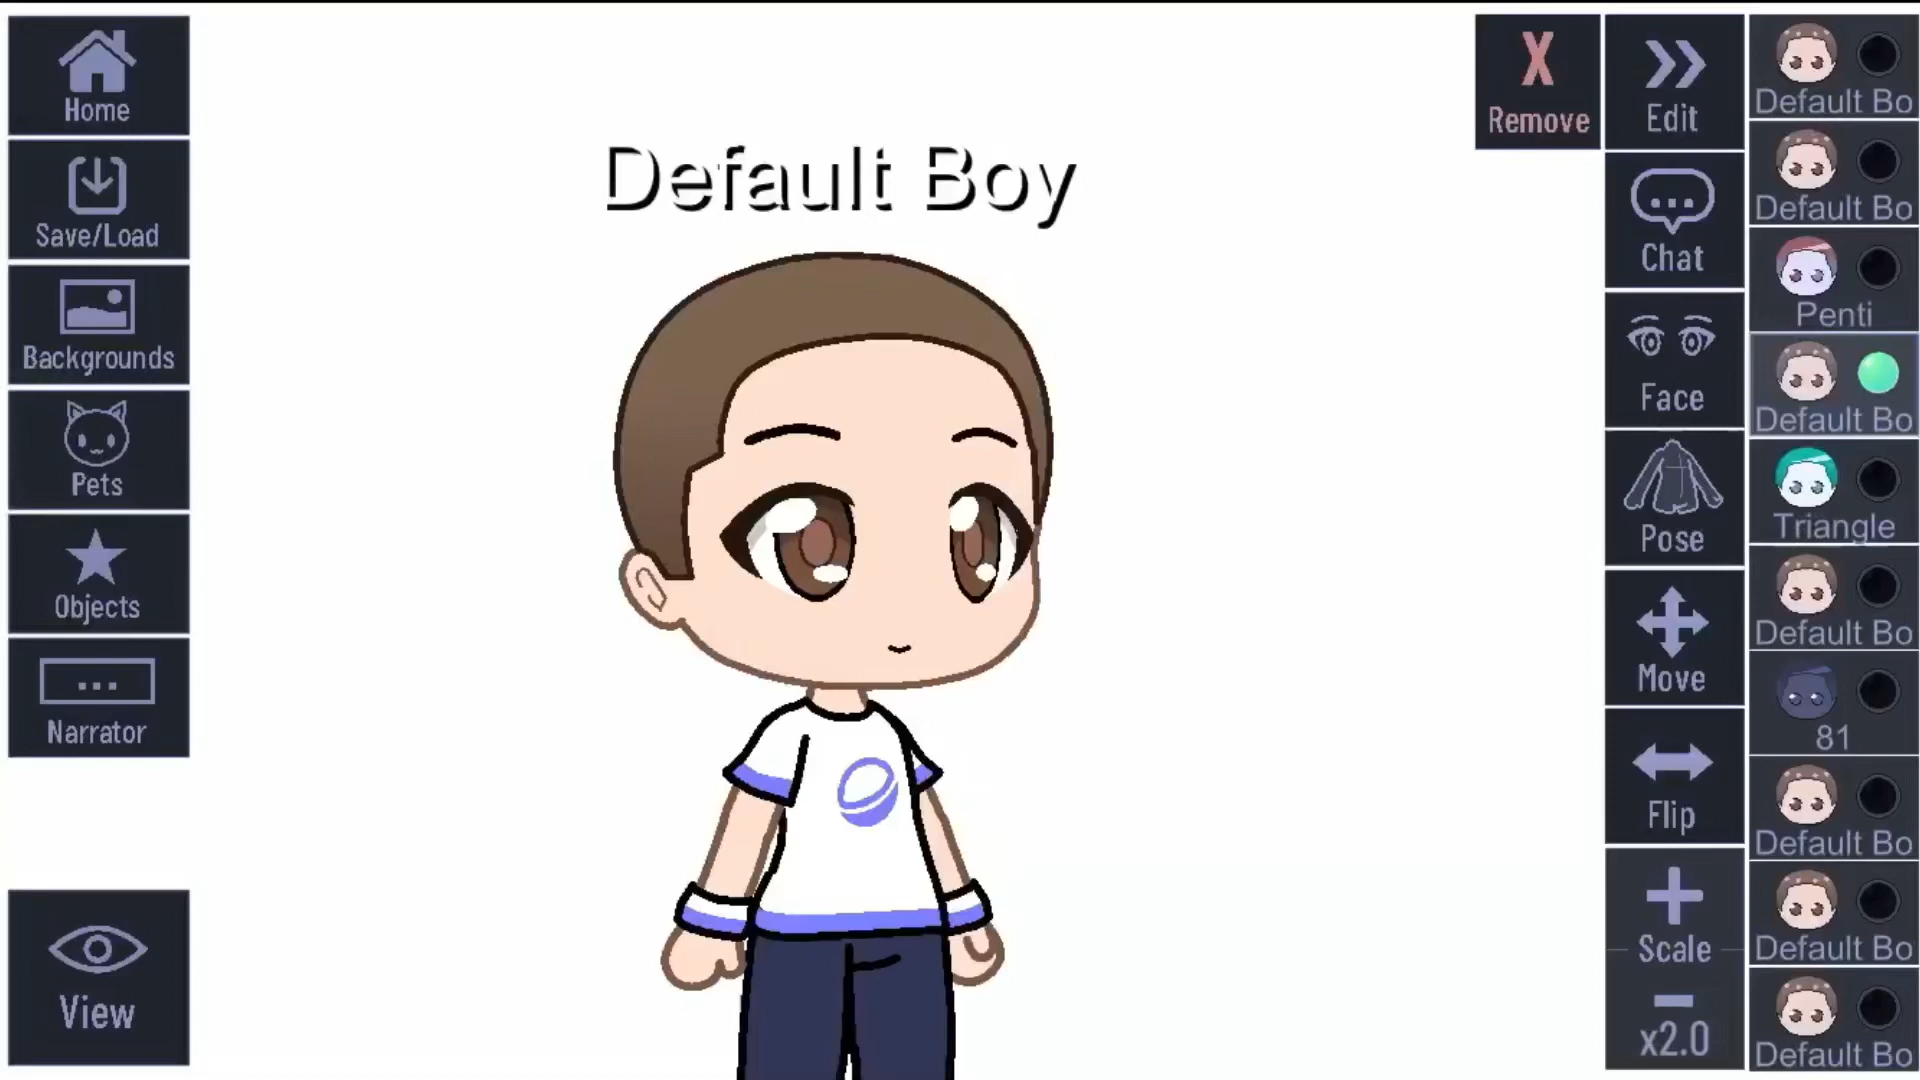 Home
Save/Load
Backgrounds
Pets
Objects
Narrator
View
Default Boy
X
Remove
Edit
Chat
Face
Pose
Move
Flip
Scale
x2.0
Default Bo
Default Bo
Penti
Default Bo
Triangle
Default Bo
81
Default Bo
Default Bo
Default Bo